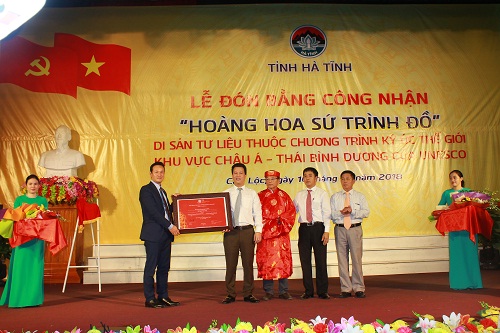 TỈNH HÀ TĨNH
LỄ ĐÓN BẰNG CÔNG NHẬN
"HOÀNG HOA SỨ TRÌNH ĐỒ"
DI SẢN TƯ LIỆU THUỘC CHƯƠNG TRÌNH KÝ ỨC THẾ GIỚI
KHU VỰC CHÂU Á - THÁI BÌNH DƯƠNG CỦA UNESCO
Lộc, 2018